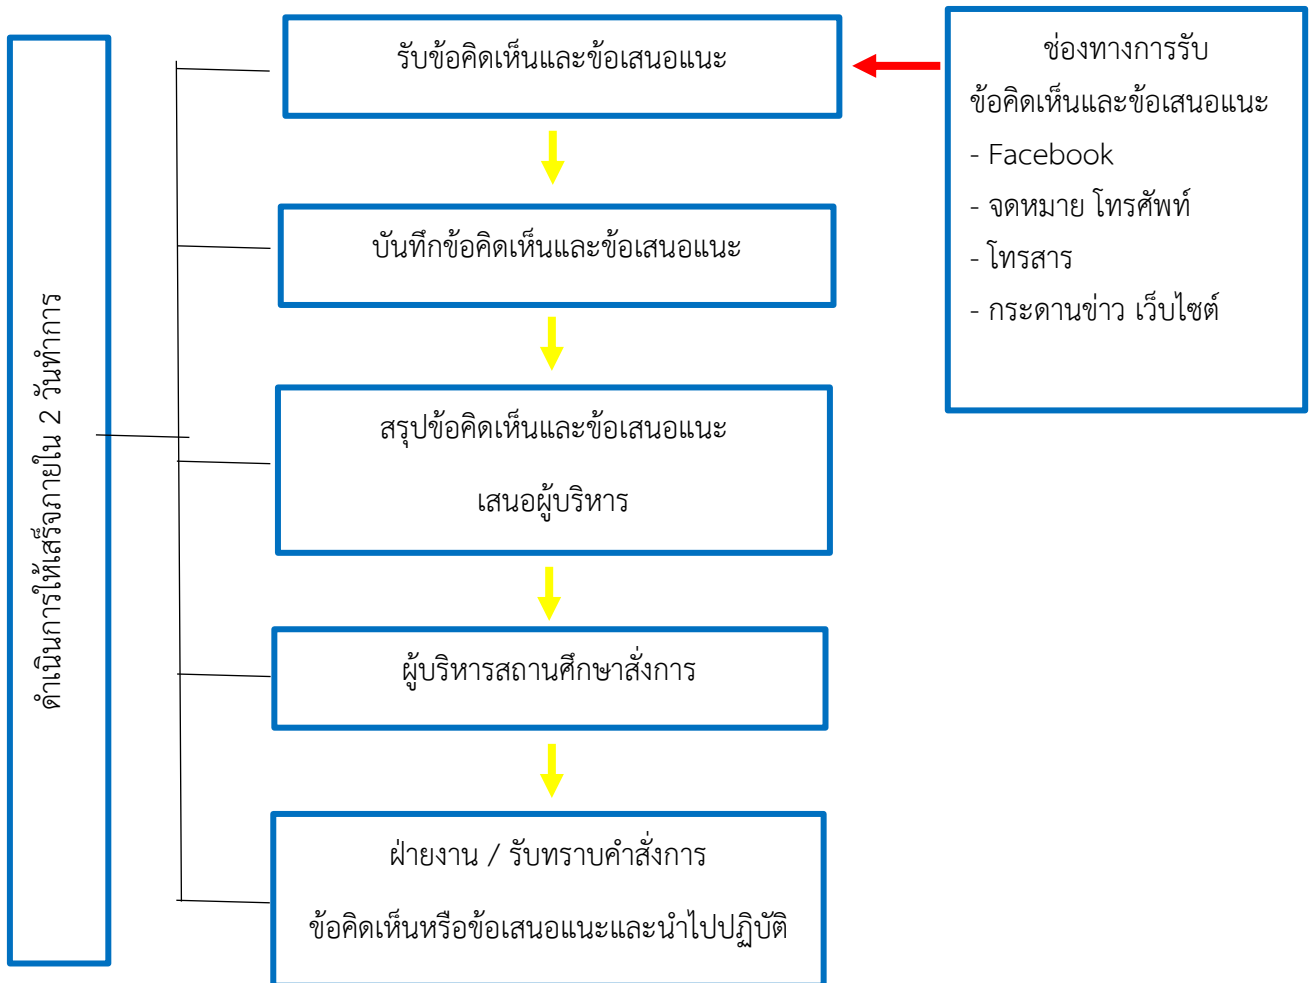 ดำเนินการให้เสร็จภายใน 2 วันทำการ
รับข้อคิดเห็นและข้อเสนอแนะ
บันทึกข้อคิดเห็นและข้อเสนอแนะ
สรุปข้อคิดเห็นและข้อเสนอแนะ
เสนอผู้บริหาร
ผู้บริหารสถานศึกษาสั่งการ
ฝ่ายงาน / รับทราบคำสั่งการ
ข้อคิดเห็นหรือข้อเสนอแนะและนำไปปฏิบัติ
ช่องทางการรับ
ข้อคิดเห็นและข้อเสนอแนะ
- Facebook
- จดหมาย โทรศัพท์
- โทรสาร
- กระดานข่าว เว็บไซต์